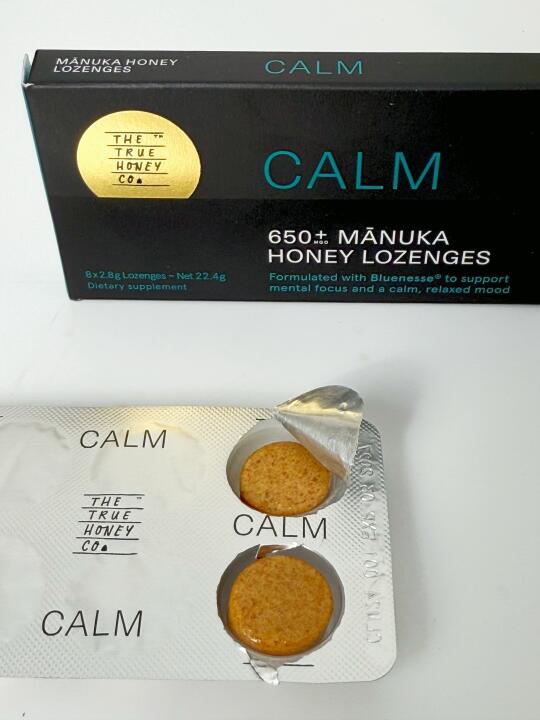 MĀNUKA HONEY
LOZENGES
CALM
THE ™
TRUE
HONEY
CO.
CALM
650+ MGO MĀNUKA
HONEY LOZENGES
8x2.8g Lozenges ~ Net 22.4g
Dietary supplement
Formulated with Bluenesse® to support
mental focus and a calm, relaxed mood
CALM
THE
TRUE
HONEY
CO.
CALM
CALM